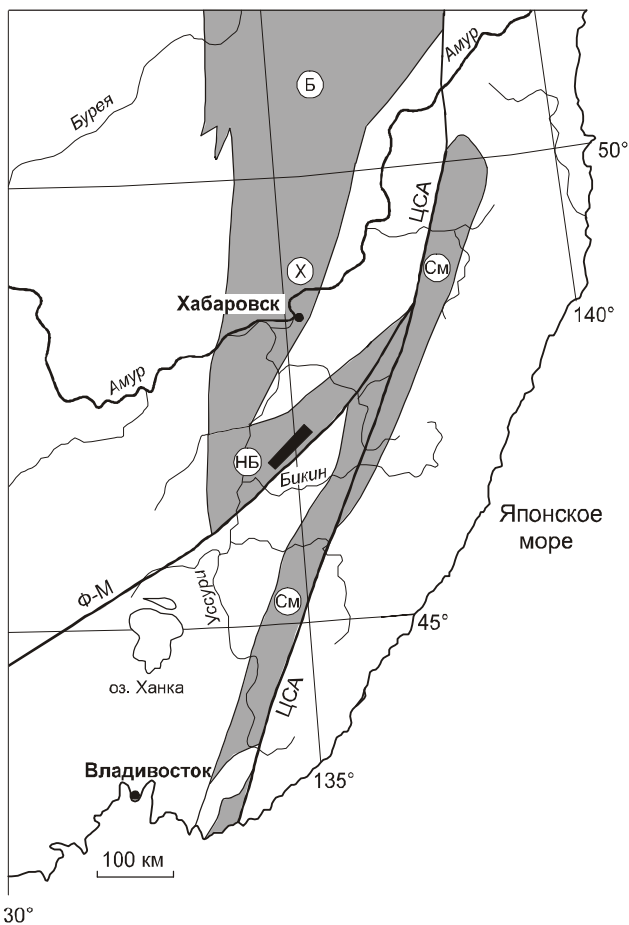 Амур
Б
Бурея
50°
ЦСА
См
Х
Хабаровск
140°
Амур
НБ
Бикин
Японское
море
Ф-М
Уссури
См
45°
оз. Ханка
ЦСА
Владивосток
135°
100 км
30°